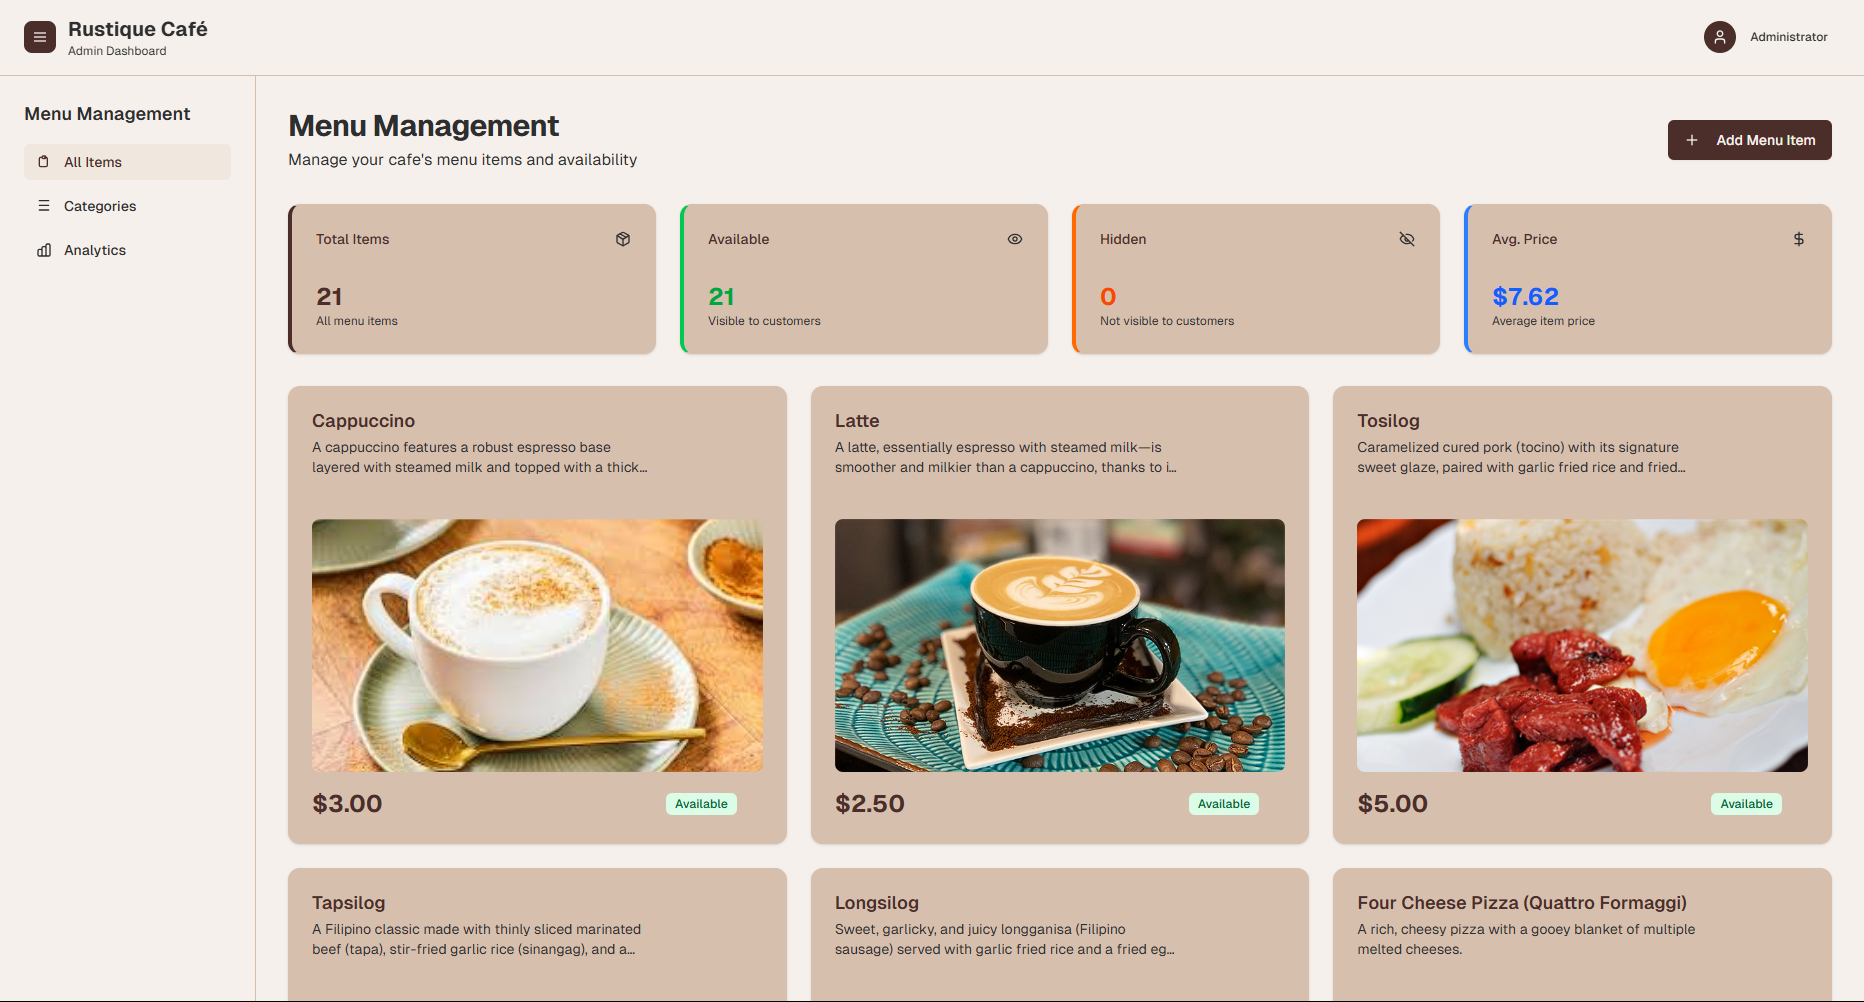 Rustique Café
Admin Dashboard
Administrator
Menu Management
All Items
Categories
Analytics
Menu Management
Manage your cafe's menu items and availability
Add Menu Item
Total Items
21
All menu items
Available
21
Visible to customers
Hidden
0
Not visible to customers
Avg. Price
$7.62
Average item price
Cappuccino
A cappuccino features a robust espresso base
layered with steamed milk and topped with a thick...
$3.00
Available
Latte
A latte, essentially espresso with steamed milk—is
smoother and milkier than a cappuccino, thanks to i...
$2.50
Available
Tosilog
Caramelized cured pork (tocino) with its signature
sweet glaze, paired with garlic fried rice and fried...
$5.00
Available
Tapsilog
A Filipino classic made with thinly sliced marinated
beef (tapa), stir-fried garlic rice (sinangag), and a...
Longsilog
Sweet, garlicky, and juicy longganisa (Filipino
sausage) served with garlic fried rice and a fried eg...
Four Cheese Pizza (Quattro Formaggi)
A rich, cheesy pizza with a gooey blanket of multiple
melted cheeses.